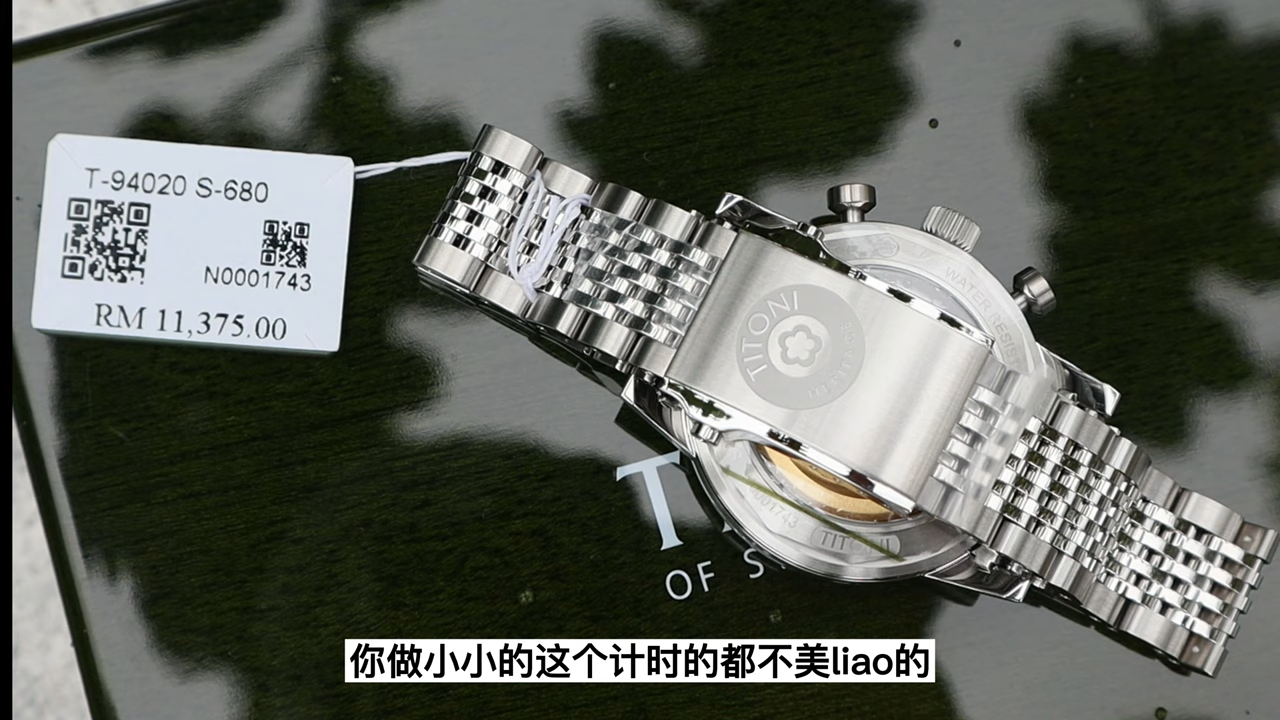 T-94020 S-680
N0001743
RM 11,375.00
TITONI
WATER RESIST
001743
TITONI
T
OF S
你做小小的这个计时的都不美liao的